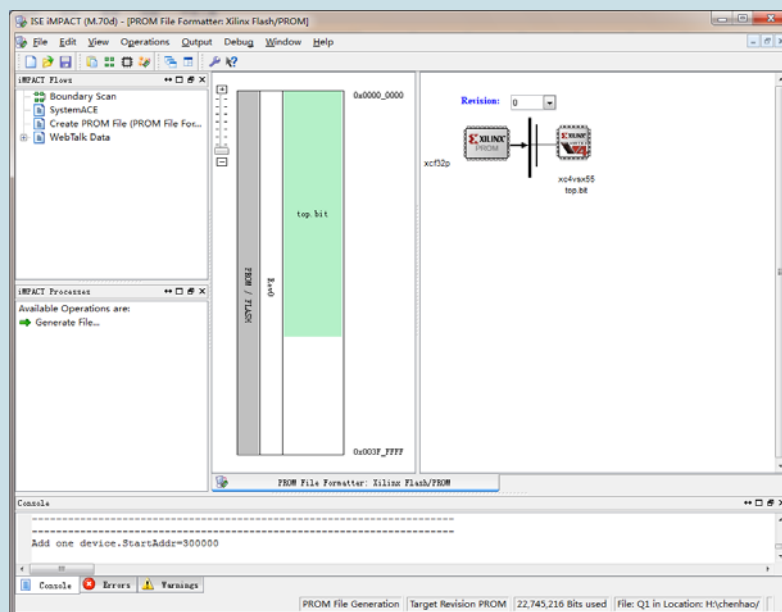 ISE iMPACT (M.70d) - [PROM File Formatter: Xilinx Flash/PROM]
File Edit View Operations Output Debug Window Help
iMPACT Flows
Boundary Scan
SystemACE
Create PROM File (PROM File For...
WebTalk Data
iMPACT Processes
Available Operations are:
Generate File...
0x0000_0000
top.bit
PROM / FLASH
Rev0
0x003F_FFFF
PROM File Formatter: Xilinx Flash/PROM
Revision: 0
XILINX
PROM
XILINX
xcf32p
xc4vsx55
top.bit
Console
----------------------------------------------------------------------
----------------------------------------------------------------------
Add one device.StartAddr=300000
Console Errors Warnings
PROM File Generation Target Revision PROM 22,745,216 Bits used File: Q1 in Location: H:\chenhao/